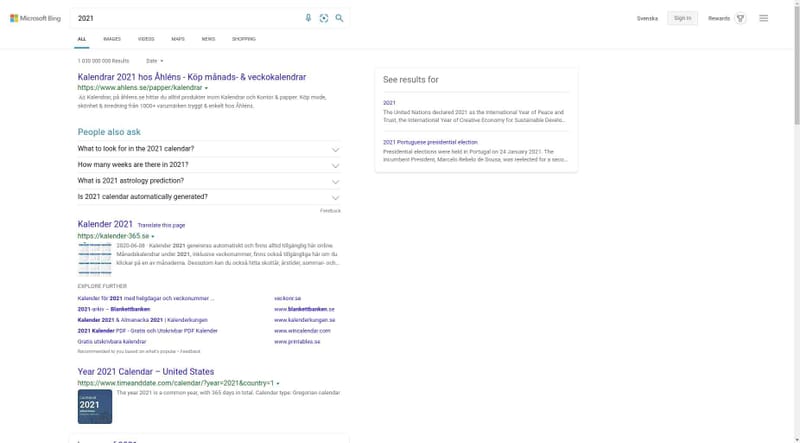 Microsoft Bing
2021
Svenska
Sign in
Rewards
ALL
IMAGES
VIDEOS
MAPS
NEWS
SHOPPING
1 030 000 000 Results
Date
Kalendrar 2021 hos Åhléns - Köp månads- & veckokalendrar
https://www.ahlens.se/papper/kalendrar
Ad Kalendrar, på åhlens.se hittar du alltid produkter inom Kalendrar och Kontor & papper. Köp mode,
skönhet & inredning från 1000+ varumärken tryggt & enkelt hos Åhlens.
People also ask
What to look for in the 2021 calendar?
How many weeks are there in 2021?
What is 2021 astrology prediction?
Is 2021 calendar automatically generated?
Feedback
Kalender 2021 Translate this page
https://kalender-365.se
2020-06-08 · Kalender 2021 genereras automatiskt och finns alltid tillgänglig här online.
Månadskalendrar under 2021, inklusive veckonummer, finns också tillgängliga här om du
klickar på en av månaderna. Dessutom kan du också hitta skottår, årstider, sommar- och...
EXPLORE FURTHER
Kalender för 2021 med helgdagar och veckonummer ...
veckonr.se
2021-arkiv – Blankettbanken
www.blankettbanken.se
Kalender 2021 & Almanacka 2021 | Kalenderkungen
www.kalenderkungen.se
2021 Kalender PDF - Gratis och Utskrivbar PDF Kalender
www.wincalendar.com
Gratis utskrivbara kalendrar
www.printables.se
Recommended to you based on what's popular • Feedback
Year 2021 Calendar – United States
https://www.timeanddate.com/calendar/?year=2021&country=1
The year 2021 is a common year, with 365 days in total. Calendar type: Gregorian calendar
2021
See results for
2021
The United Nations declared 2021 as the International Year of Peace and
Trust, the International Year of Creative Economy for Sustainable Develo...
2021 Portuguese presidential election
Presidential elections were held in Portugal on 24 January 2021. The
incumbent President, Marcelo Rebelo de Sousa, was reelected for a seco...